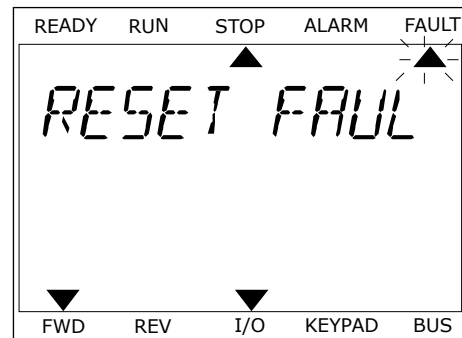 READY RUN STOP ALARM FAULT
RESET FAUL
FWD REV I/O KEYPAD BUS